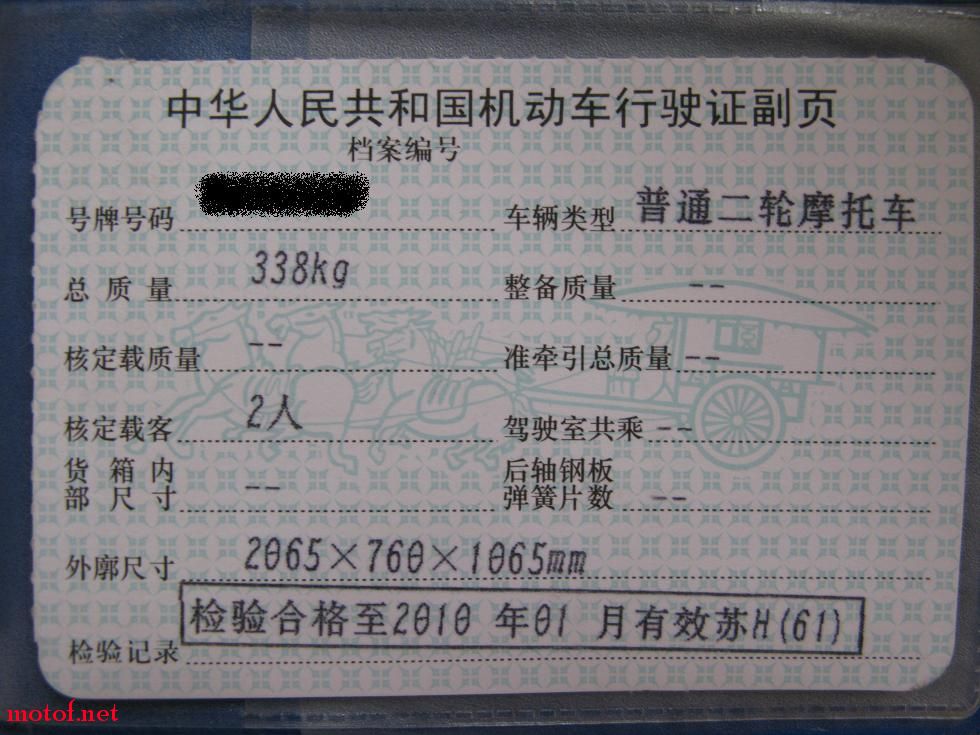 中华人民共和国机动车行驶证副页
档案编号
号牌号码 车辆类型 普通二轮摩托车
总质量 338kg 整备质量 --
核定载质量 -- 准牵引总质量 --
核定载客 2人 驾驶室共乘 --
货箱内 后轴钢板
部尺寸 -- 弹簧片数 --
外廓尺寸 2065×760×1065mm
检验合格至2010年01月有效苏H(61)
检验记录
motof.net